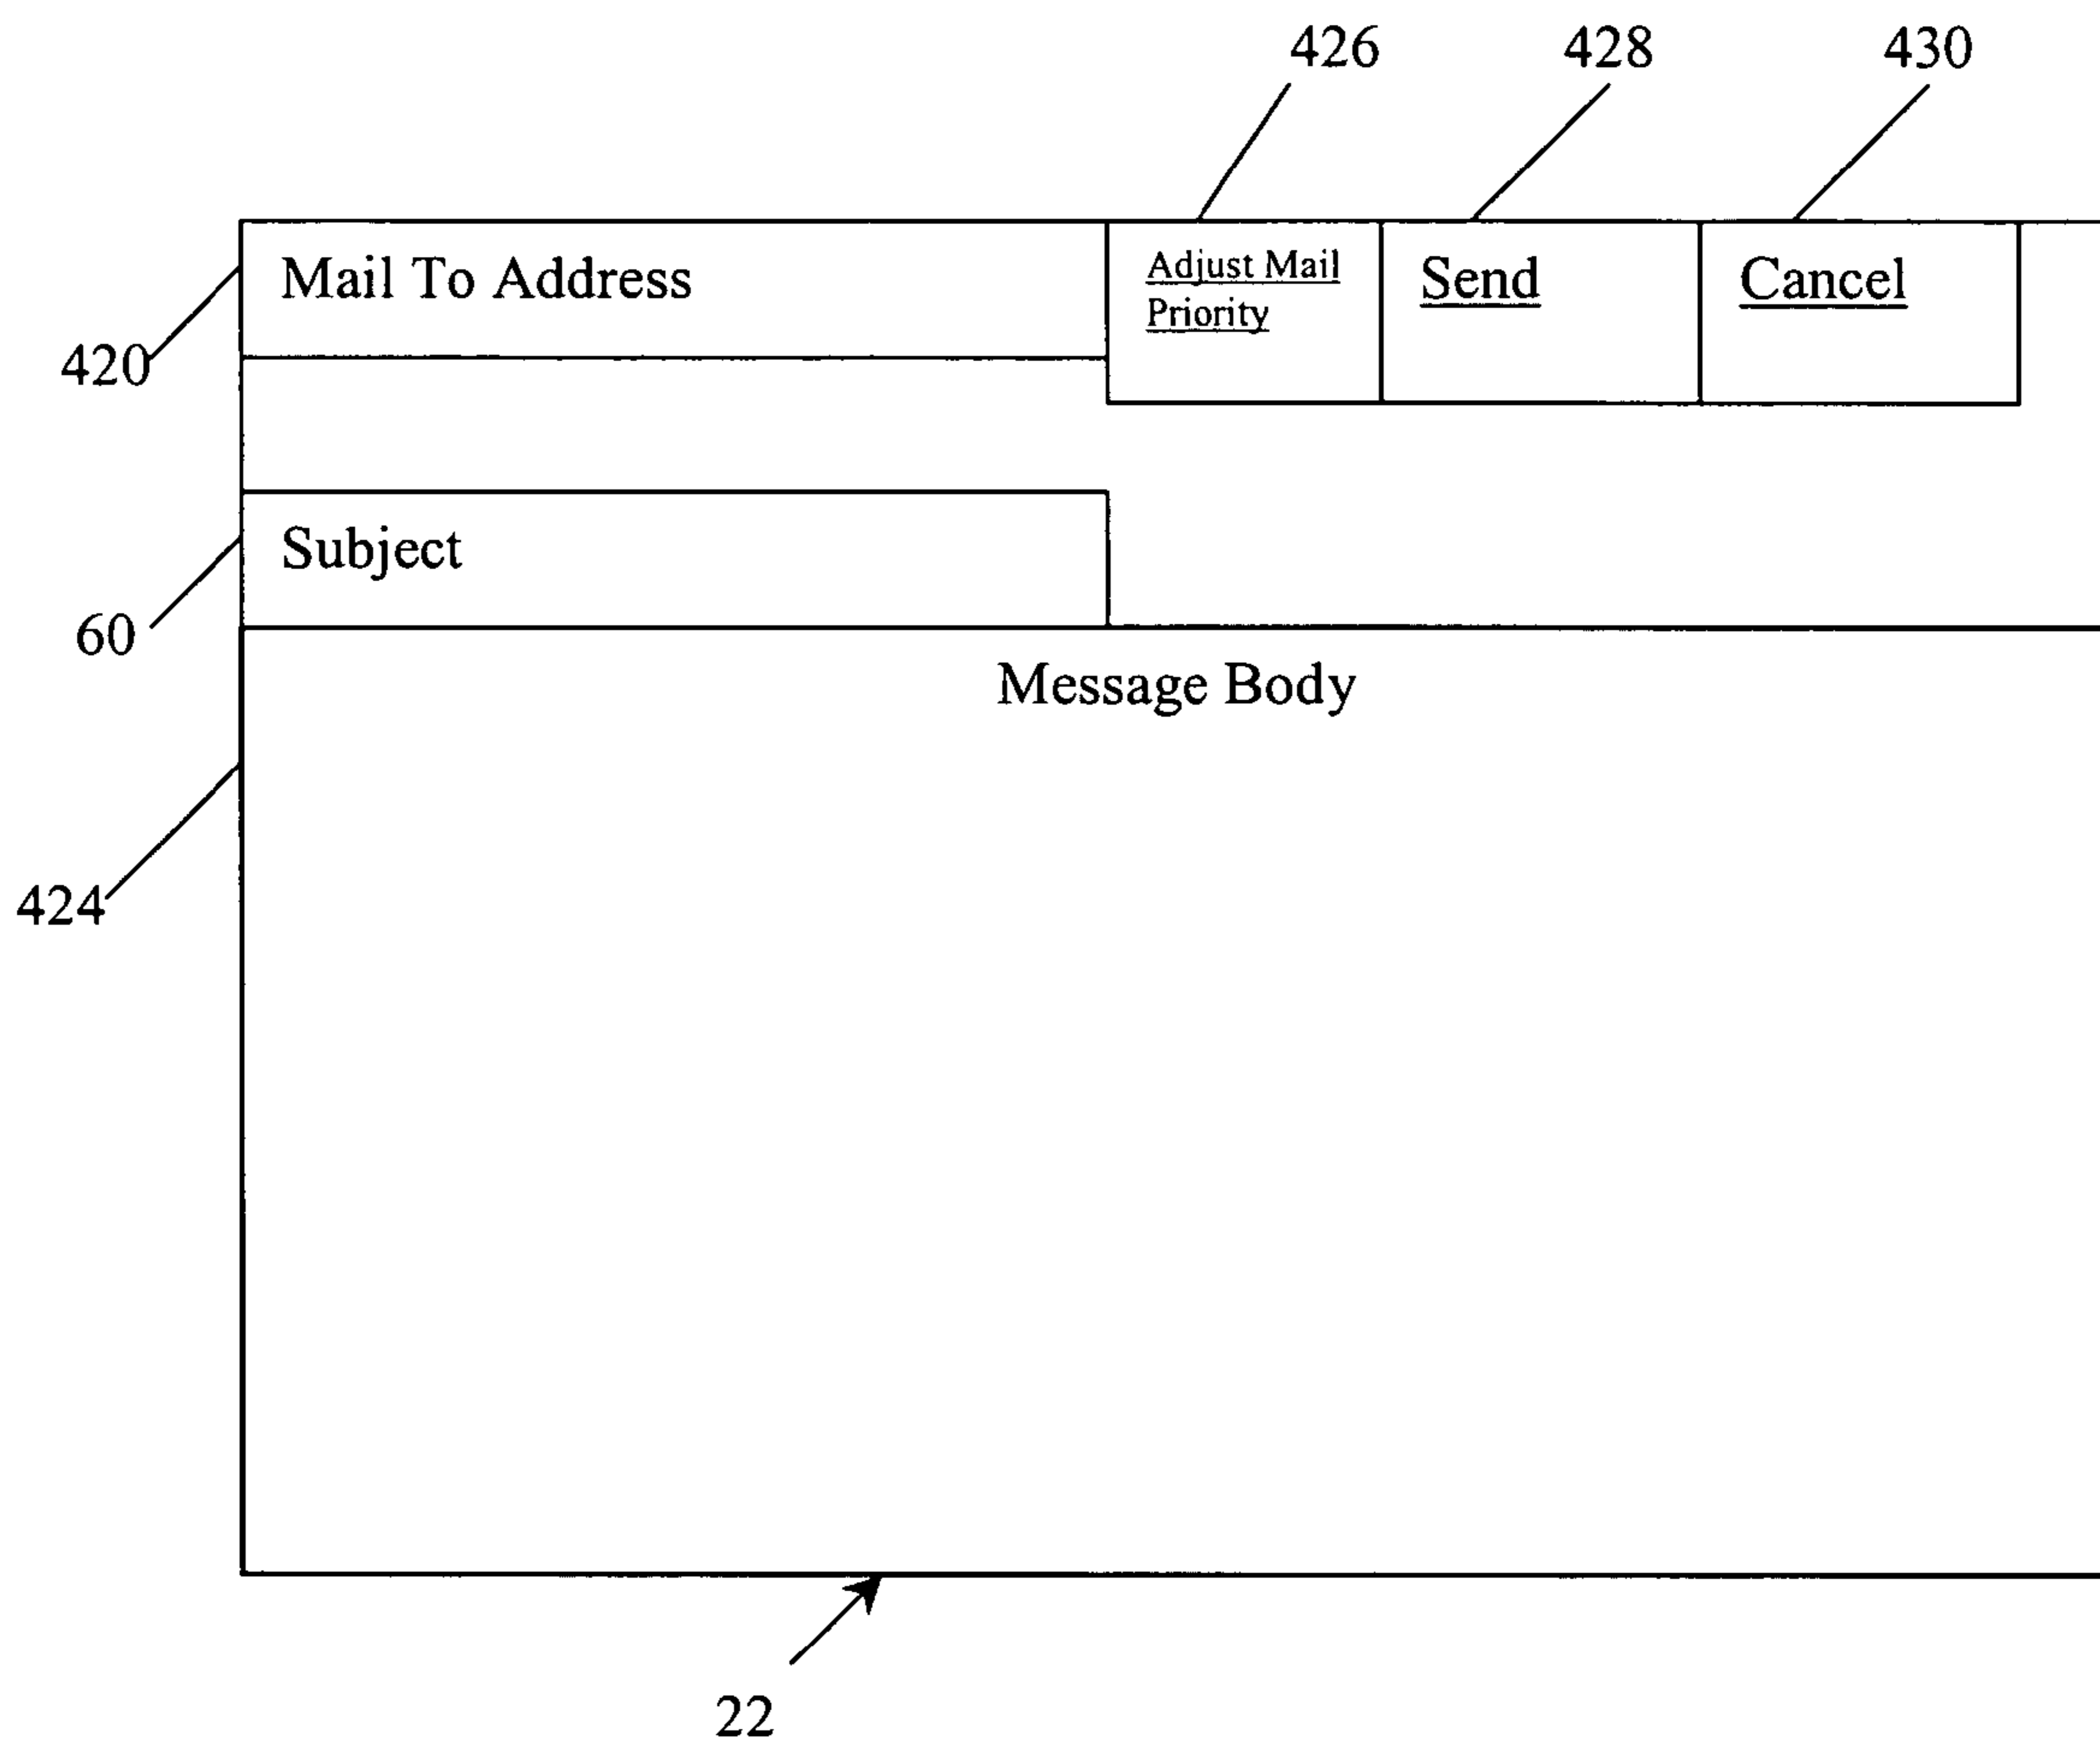 426 428 430
Mail To Address
Adjust Mail
Priority
Send
Cancel
420
Subject
60
Message Body
424
22